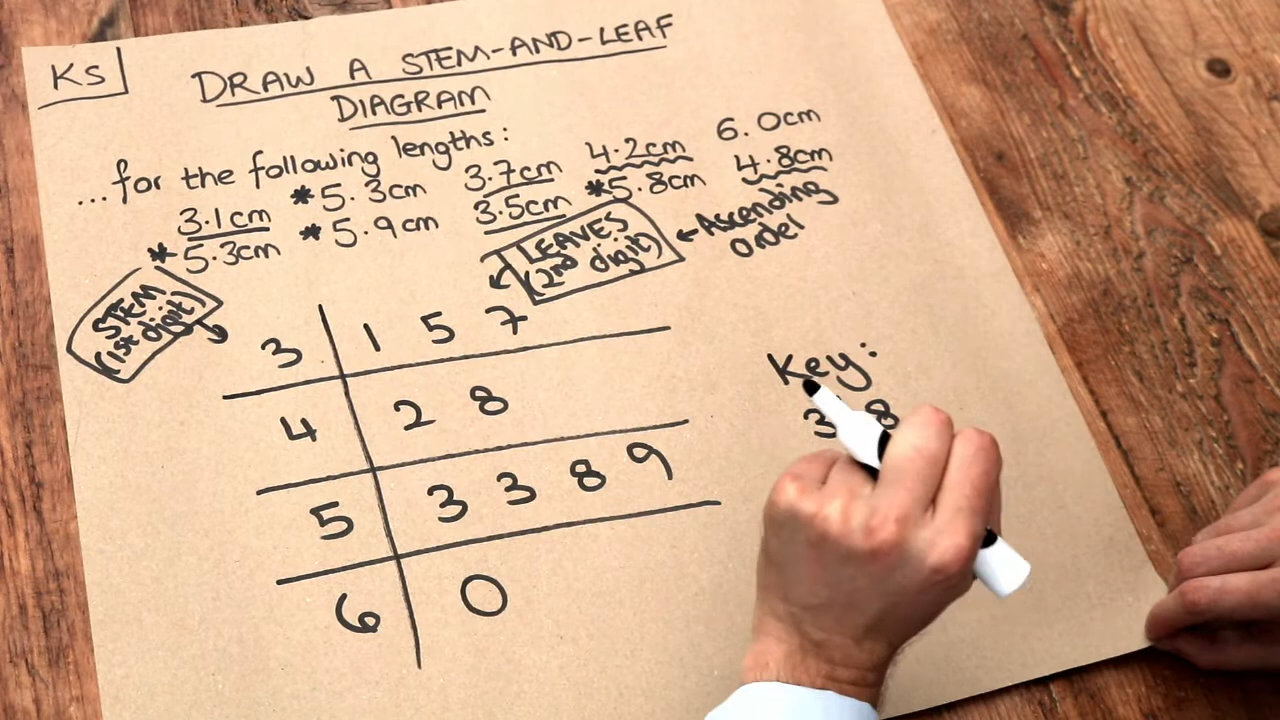 KS
DRAW A STEM-AND-LEAF
DIAGRAM
...for the following lengths:
3.1cm *5.3cm 3.7cm 4.2cm 6.0cm
*5.3cm *5.9cm 3.5cm *5.8cm 4.8cm
STEM
(1st digit)
LEAVES
(2nd digit)
← Ascending
order
3 | 1 5 7
4 | 2 8
5 | 3 3 8 9
6 | 0
Key:
3 8